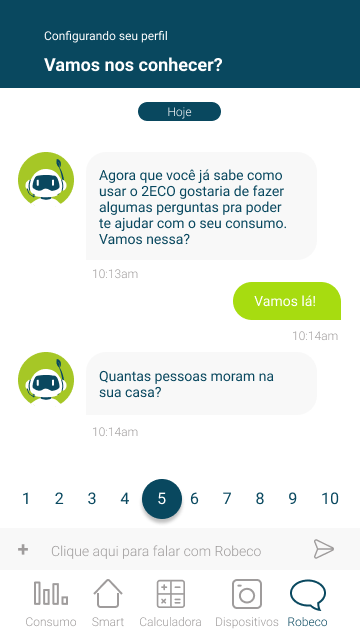 Configurando seu perfil
Vamos nos conhecer?
Hoje
Agora que você já sabe como
usar o 2ECO gostaria de fazer
algumas perguntas pra poder
te ajudar com o seu consumo.
Vamos nessa?
10:13am
Vamos lá!
10:14am
Quantas pessoas moram na
sua casa?
10:14am
1 2 3 4 5 6 7 8 9 10
+ Clique aqui para falar com Robeco
Consumo Smart Calculadora Dispositivos Robeco